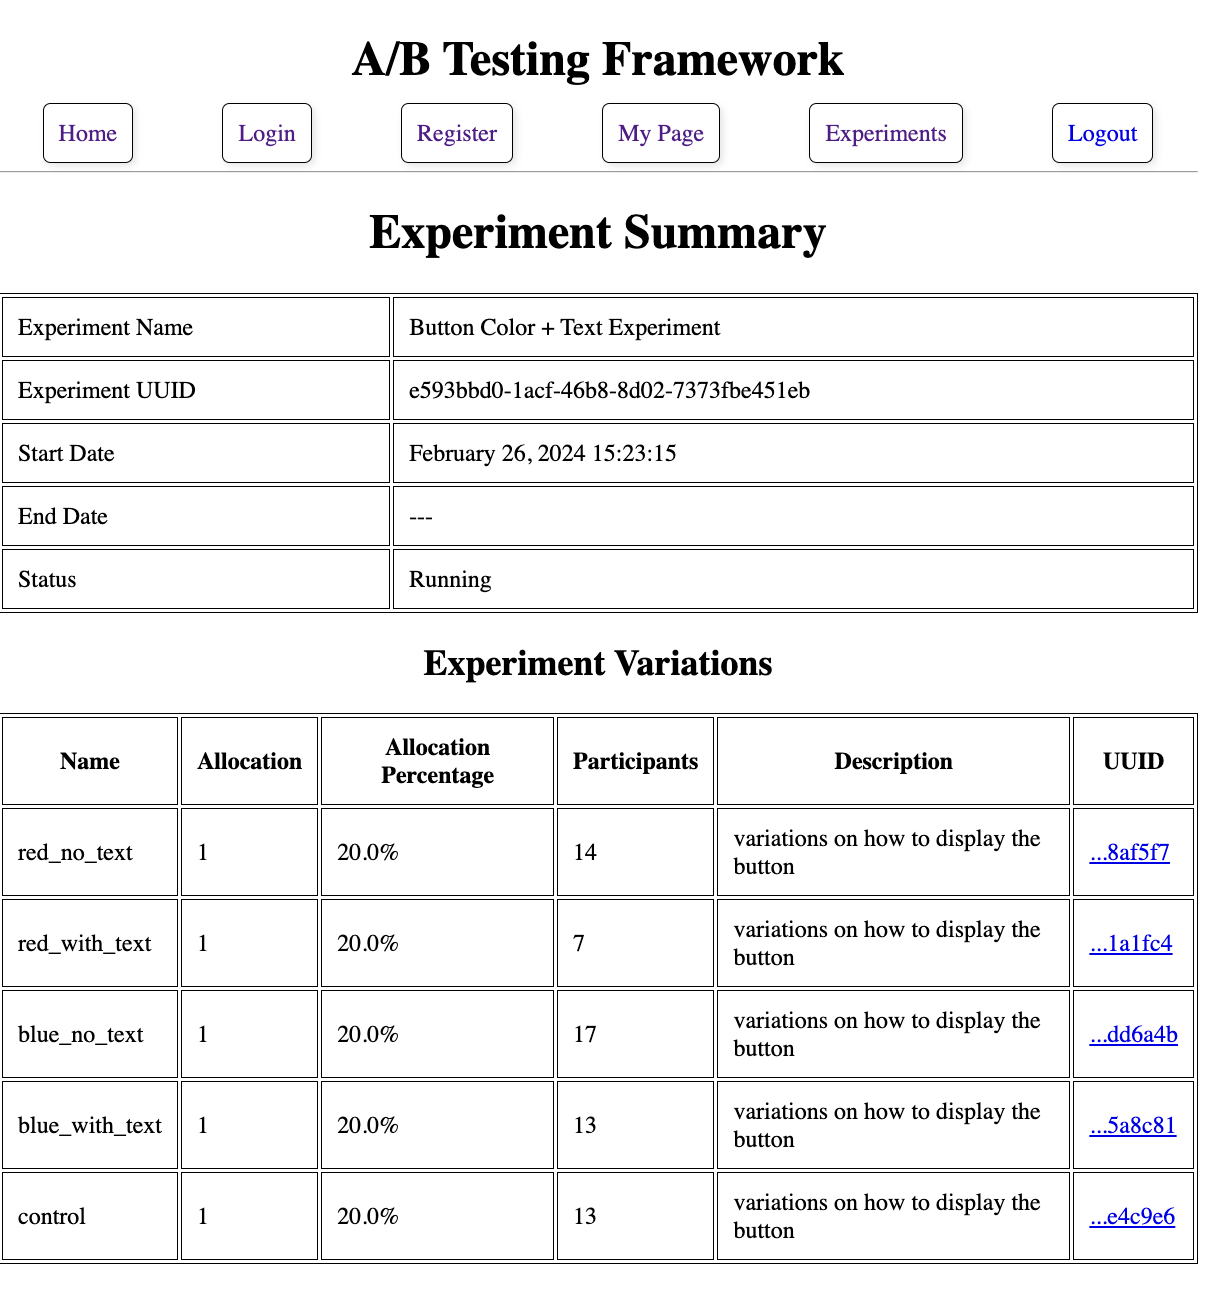 A/B Testing Framework
Home Login Register My Page Experiments Logout
Experiment Summary
Experiment Name Button Color + Text Experiment
Experiment UUID e593bbd0-1acf-46b8-8d02-7373fbe451eb
Start Date February 26, 2024 15:23:15
End Date ---
Status Running
Experiment Variations
Name Allocation Allocation Percentage Participants Description UUID
red_no_text 1 20.0% 14 variations on how to display the button ...8af5f7
red_with_text 1 20.0% 7 variations on how to display the button ...1a1fc4
blue_no_text 1 20.0% 17 variations on how to display the button ...dd6a4b
blue_with_text 1 20.0% 13 variations on how to display the button ...5a8c81
control 1 20.0% 13 variations on how to display the button ...e4c9e6